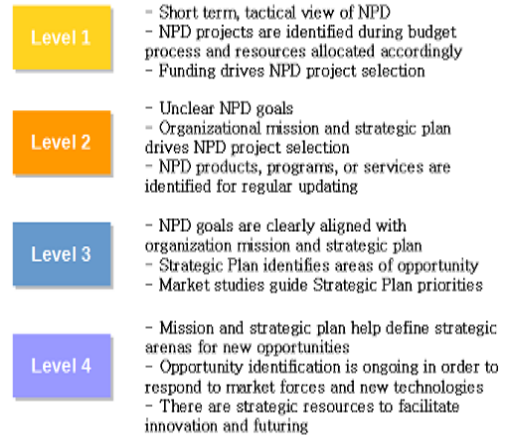 Level 1
- Short term, tactical view of NPD
- NPD projects are identified during budget
process and resources allocated accordingly
- Funding drives NPD project selection
Level 2
- Unclear NPD goals
- Organizational mission and strategic plan
drives NPD project selection
- NPD products, programs, or services are
identified for regular updating
Level 3
- NPD goals are clearly aligned with
organization mission and strategic plan
- Strategic Plan identifies areas of opportunity
- Market studies guide Strategic Plan priorities
Level 4
- Mission and strategic plan help define strategic
arenas for new opportunities
- Opportunity identification is ongoing in order to
respond to market forces and new technologies
- There are strategic resources to facilitate
innovation and futuring